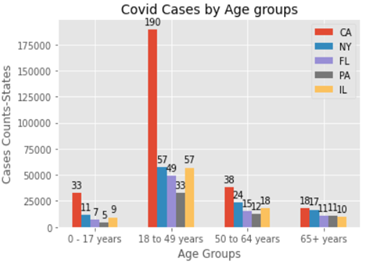 Covid Cases by Age groups
190
CA
NY
FL
PA
IL
175000
150000
125000
100000
75000
50000
25000
0
Cases Counts-States
33
11
7
5
9
57
49
33
57
38
24
15
12
18
18
17
11
11
10
0 - 17 years
18 to 49 years
50 to 64 years
65+ years
Age Groups